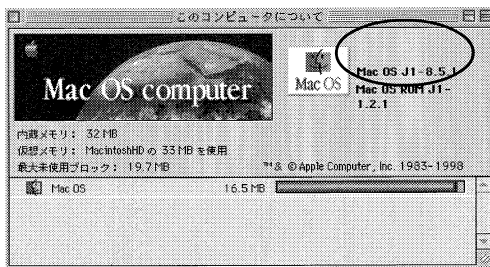 このコンピュータについて
Mac OS computer
Mac OS
Mac OS J1-8.5.1
Mac OS ROM J1-
1.2.1
内蔵メモリ： 32 MB
仮想メモリ： MacintoshHD の 33 MB を使用
最大未使用ブロック： 19.7 MB
™ & © Apple Computer, Inc. 1983-1998
Mac OS 16.5 MB